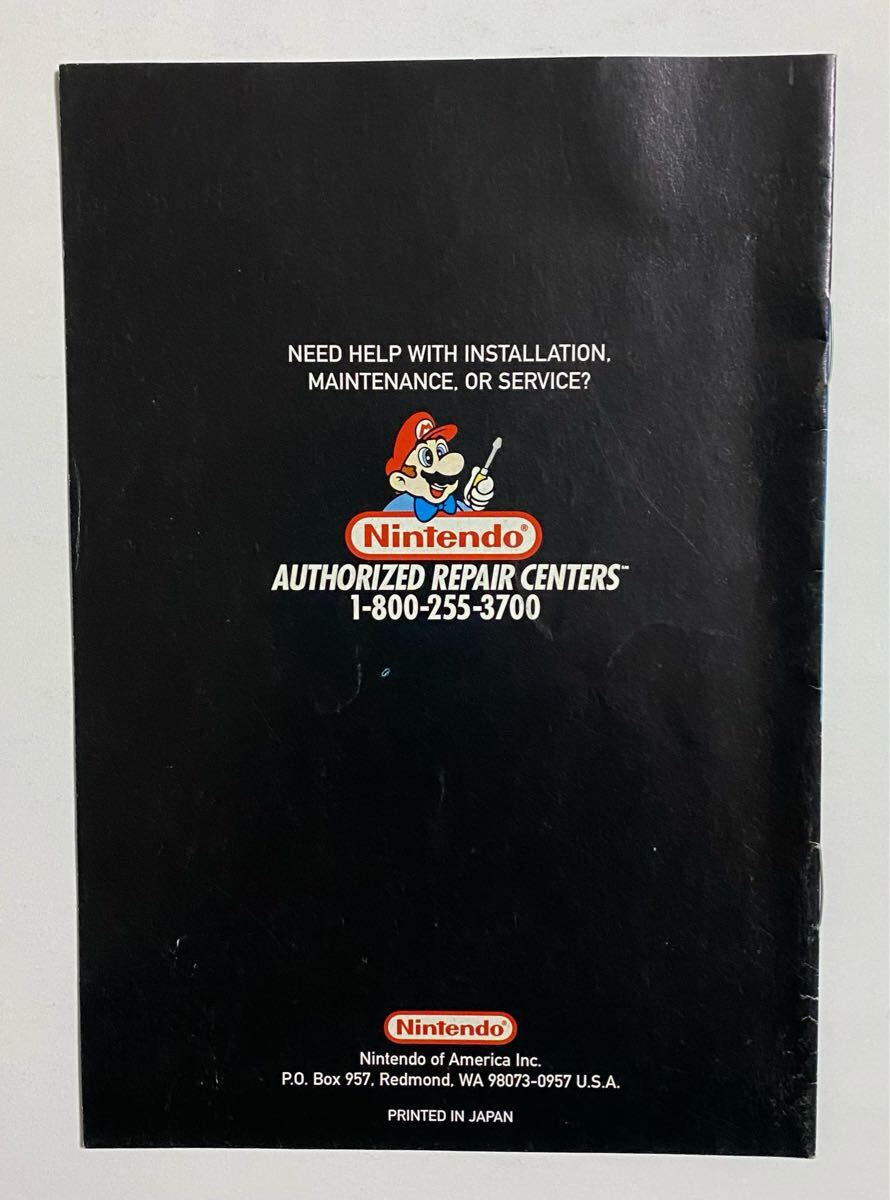 NEED HELP WITH INSTALLATION,
MAINTENANCE, OR SERVICE?
M
Nintendo®
AUTHORIZED REPAIR CENTERS℠
1-800-255-3700
Nintendo®
Nintendo of America Inc.
P.O. Box 957, Redmond, WA 98073-0957 U.S.A.
PRINTED IN JAPAN